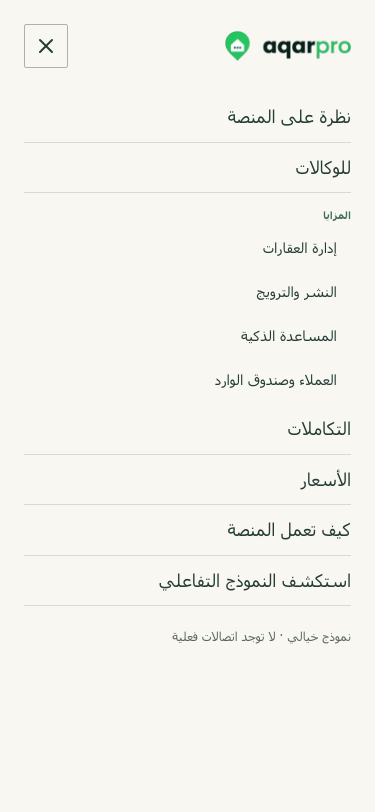 aqarpro
نظرة على المنصة
للوكالات
المزايا
إدارة العقارات
النشر والترويج
المساعدة الذكية
العملاء وصندوق الوارد
التكاملات
الأسعار
كيف تعمل المنصة
استكشف النموذج التفاعلي
نموذج خيالي · لا توجد اتصالات فعلية